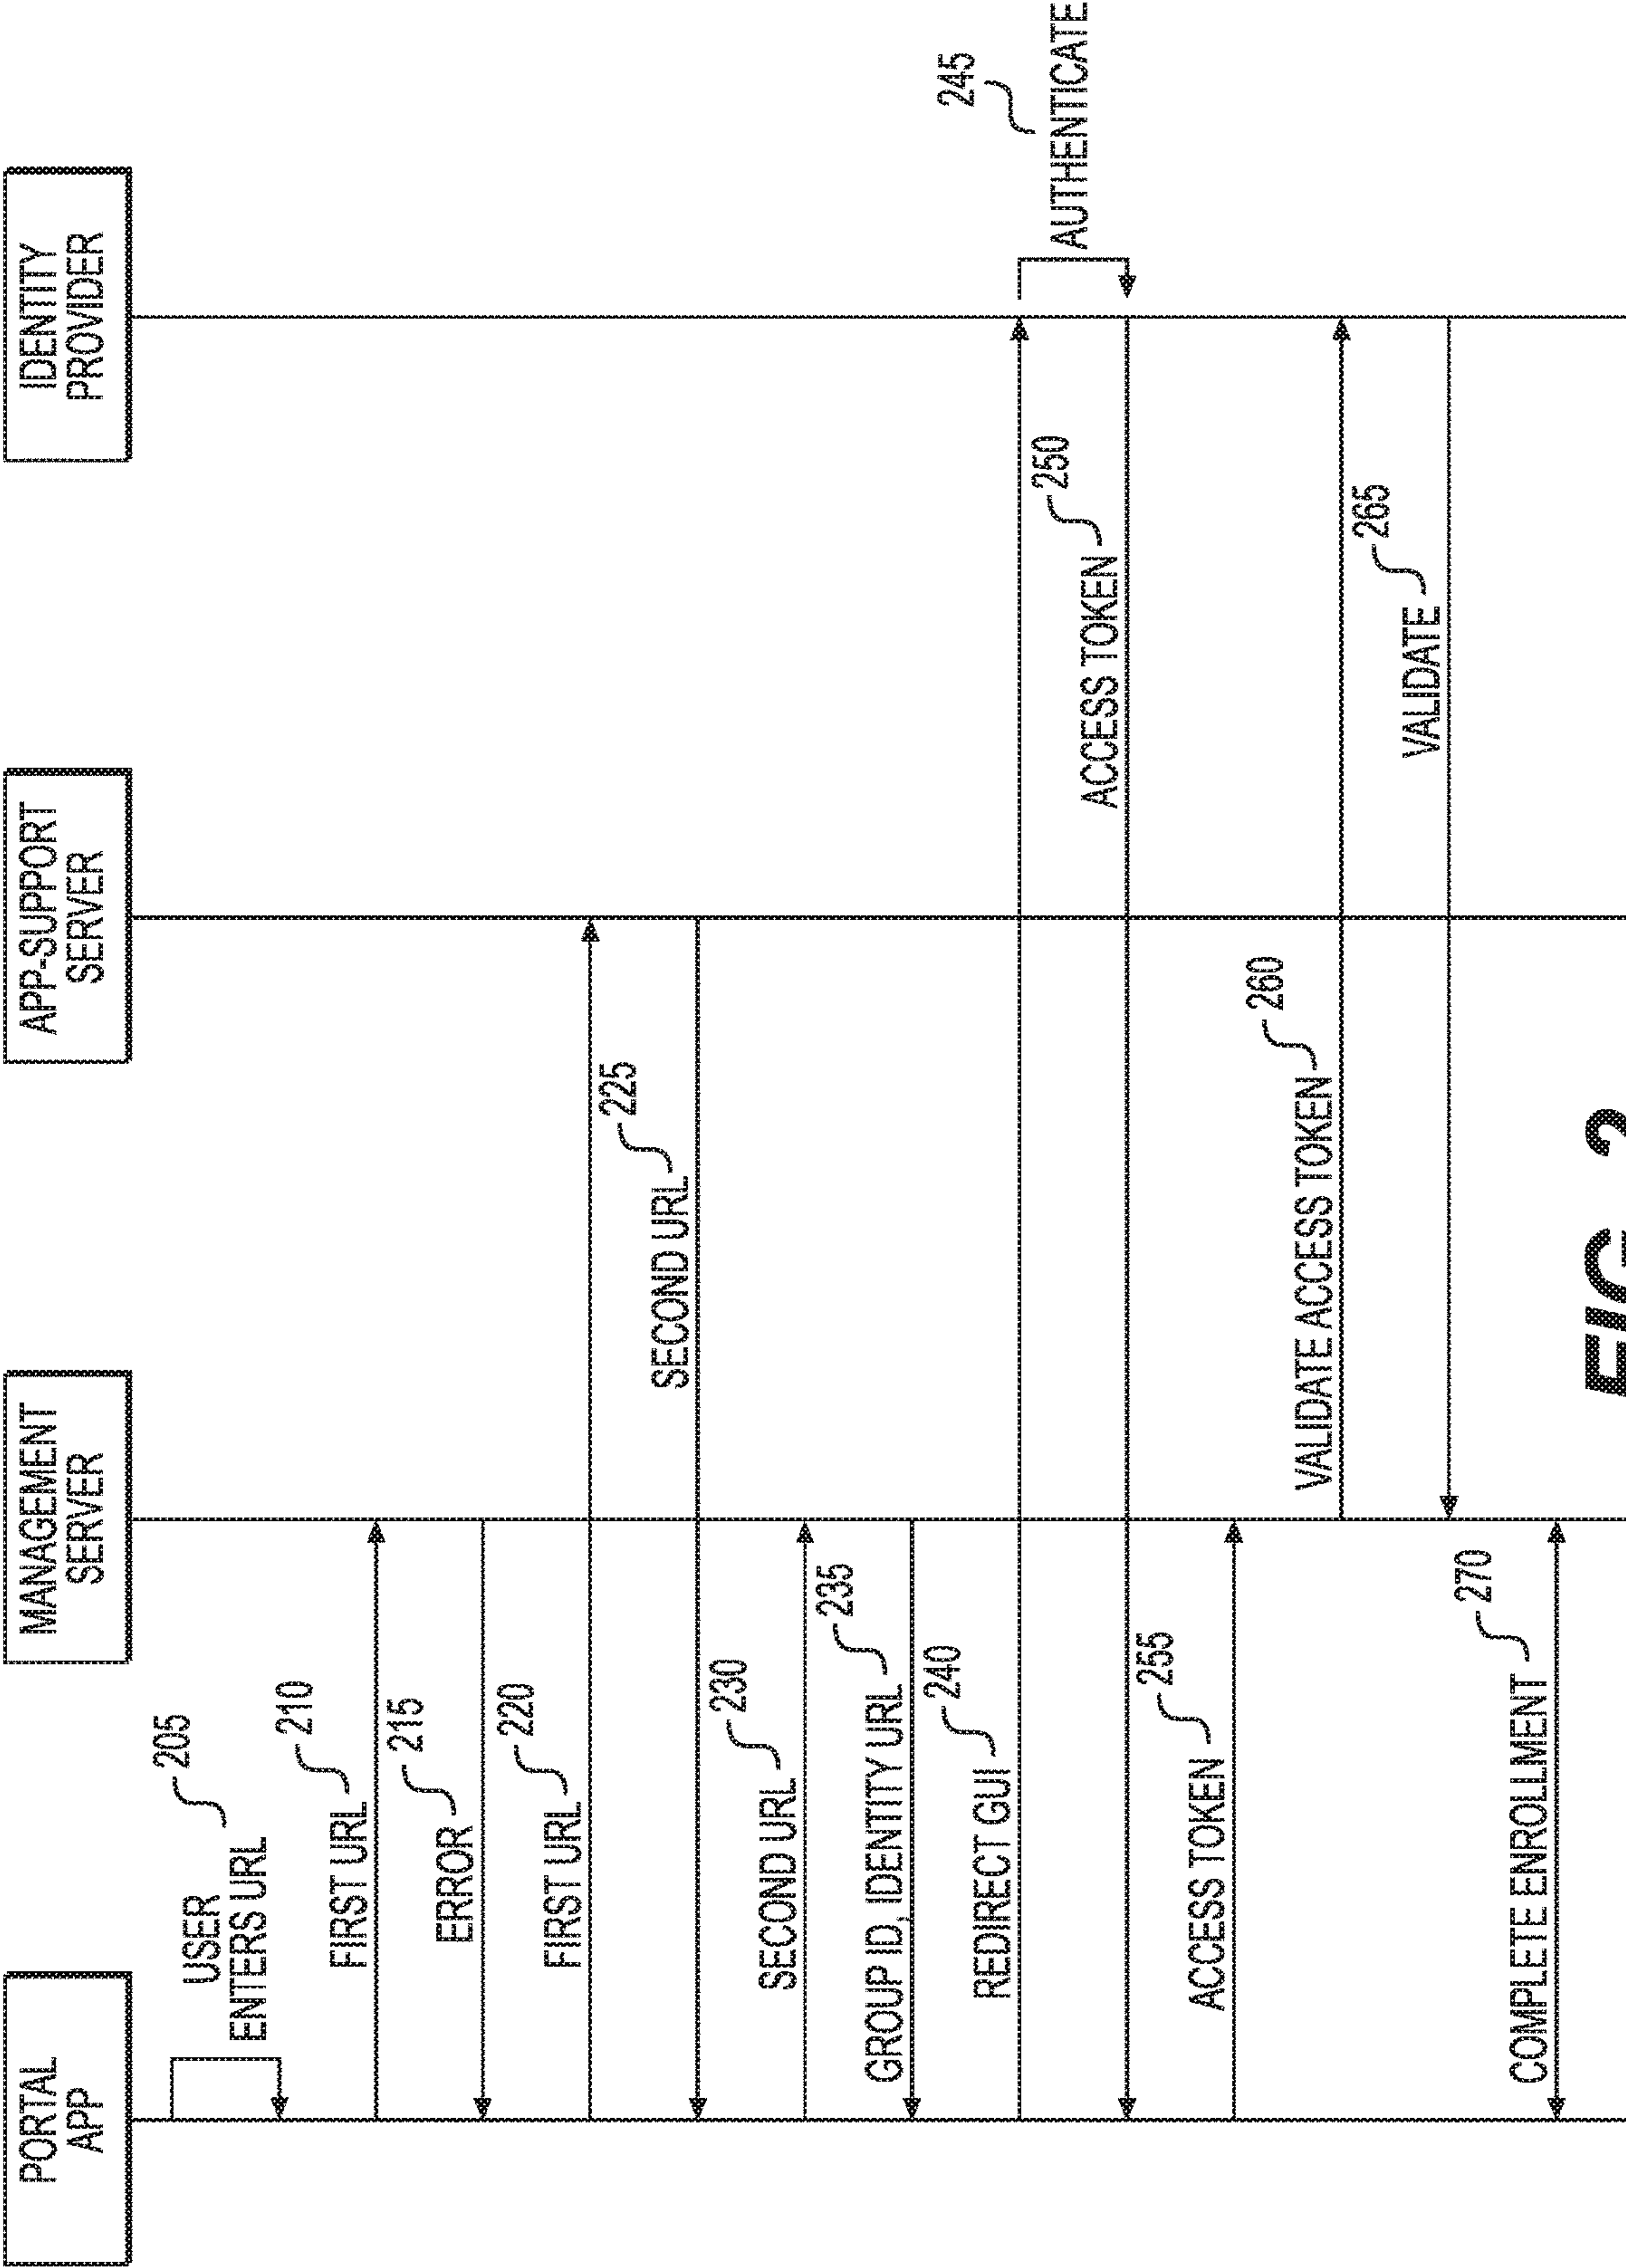 PORTAL
APP
MANAGEMENT
SERVER
APP-SUPPORT
SERVER
IDENTITY
PROVIDER
USER
ENTERS URL
205
FIRST URL
210
ERROR
215
FIRST URL
220
SECOND URL
225
SECOND URL
230
GROUP ID, IDENTITY URL
235
REDIRECT GUI
240
AUTHENTICATE
245
ACCESS TOKEN
250
ACCESS TOKEN
255
VALIDATE ACCESS TOKEN
260
VALIDATE
265
COMPLETE ENROLLMENT
270
FIG. 2